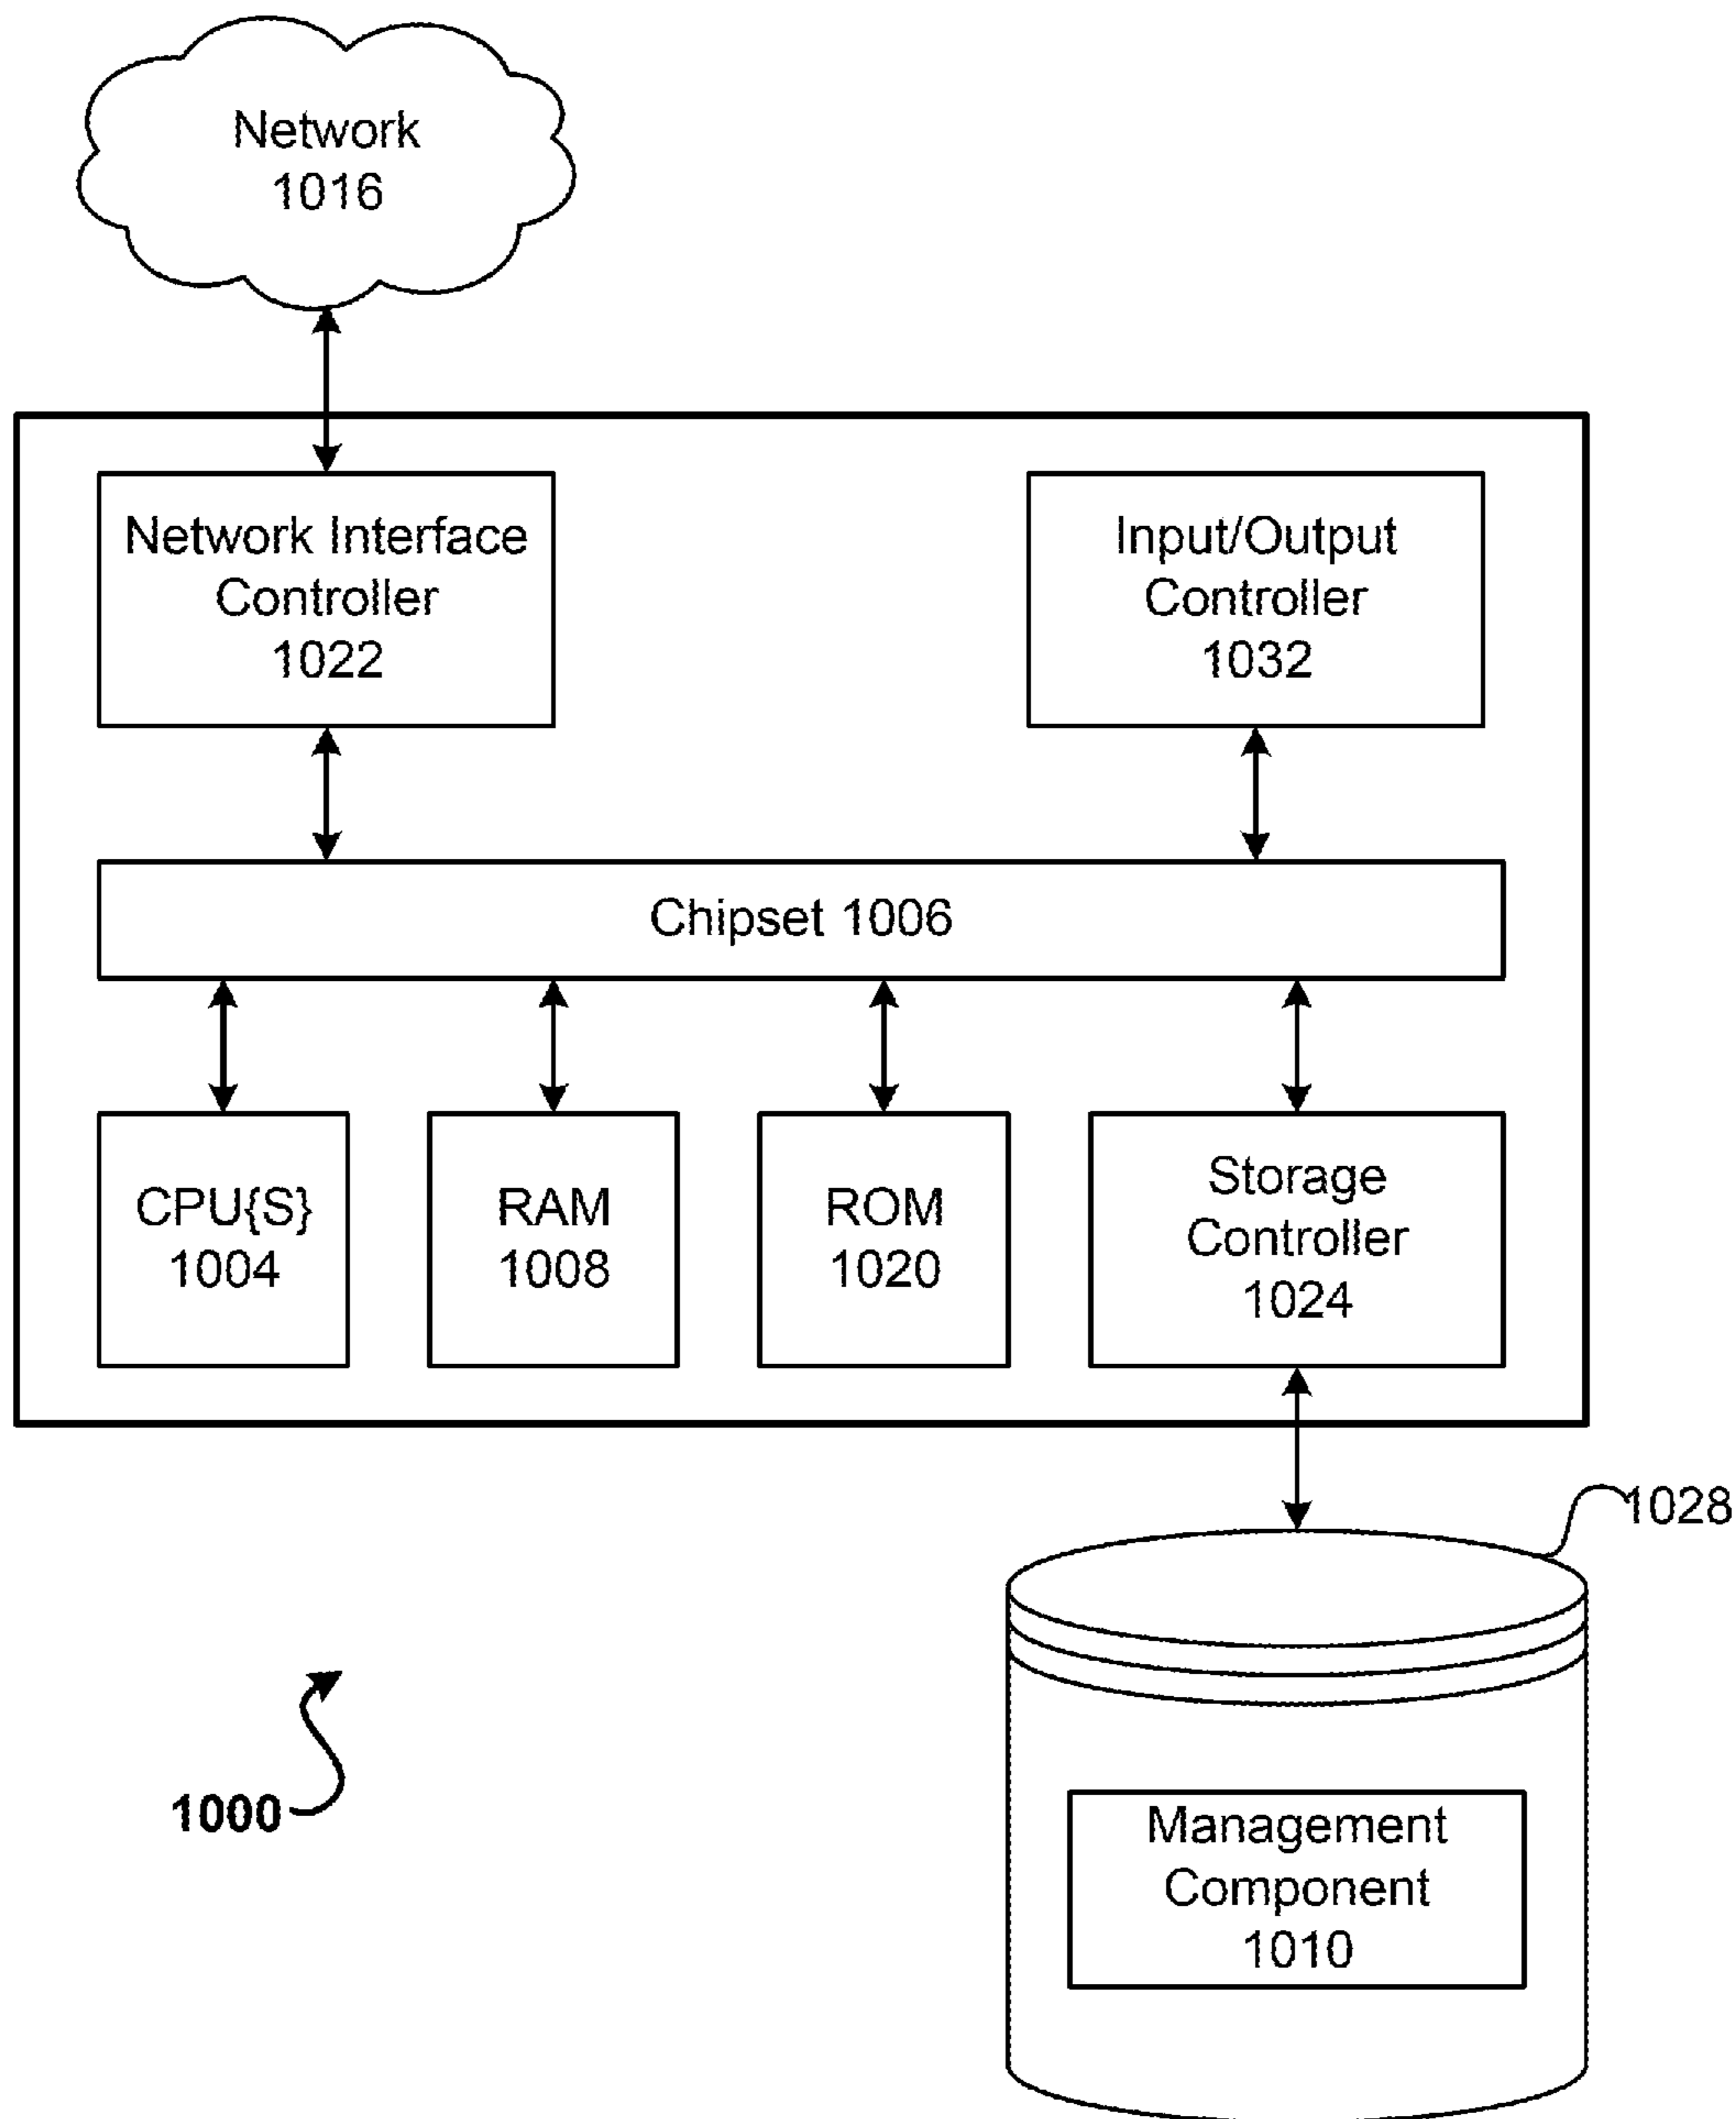 Network
1016
Network Interface
Controller
1022
Input/Output
Controller
1032
Chipset 1006
CPU{S}
1004
RAM
1008
ROM
1020
Storage
Controller
1024
1028
1000
Management
Component
1010